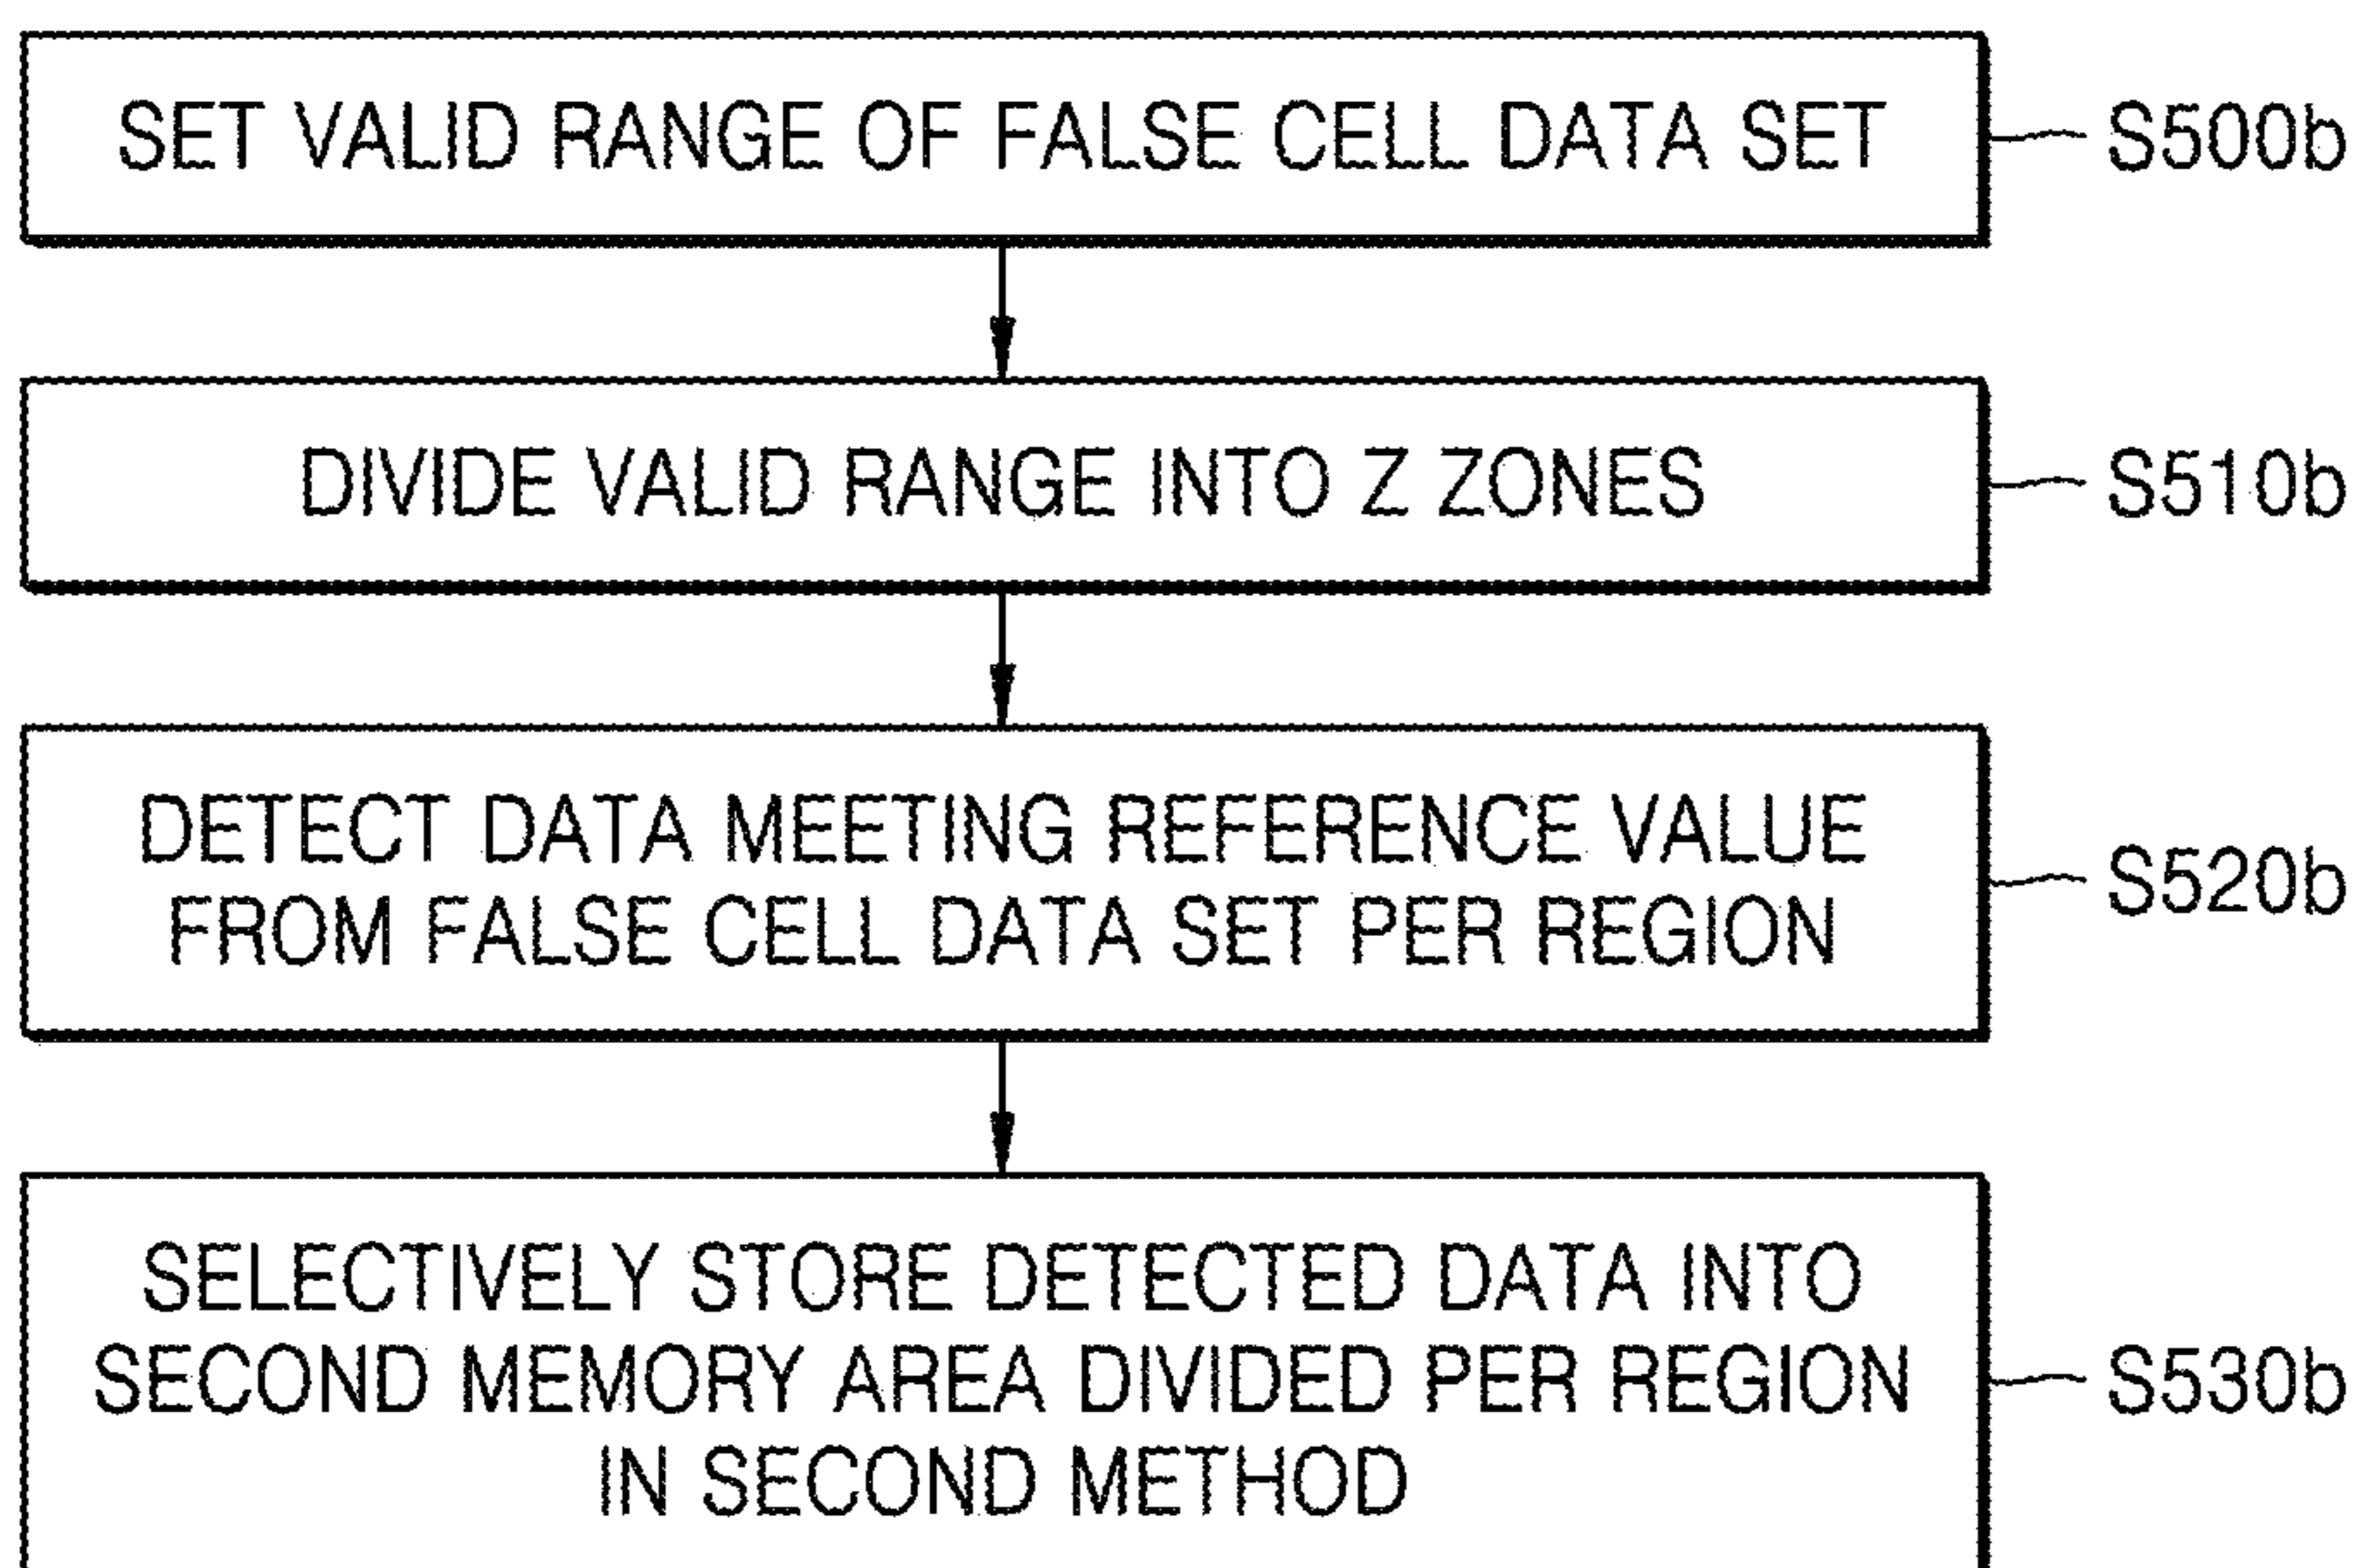 SET VALID RANGE OF FALSE CELL DATA SET
S500b
DIVIDE VALID RANGE INTO Z ZONES
S510b
DETECT DATA MEETING REFERENCE VALUE
FROM FALSE CELL DATA SET PER REGION
S520b
SELECTIVELY STORE DETECTED DATA INTO
SECOND MEMORY AREA DIVIDED PER REGION
IN SECOND METHOD
S530b